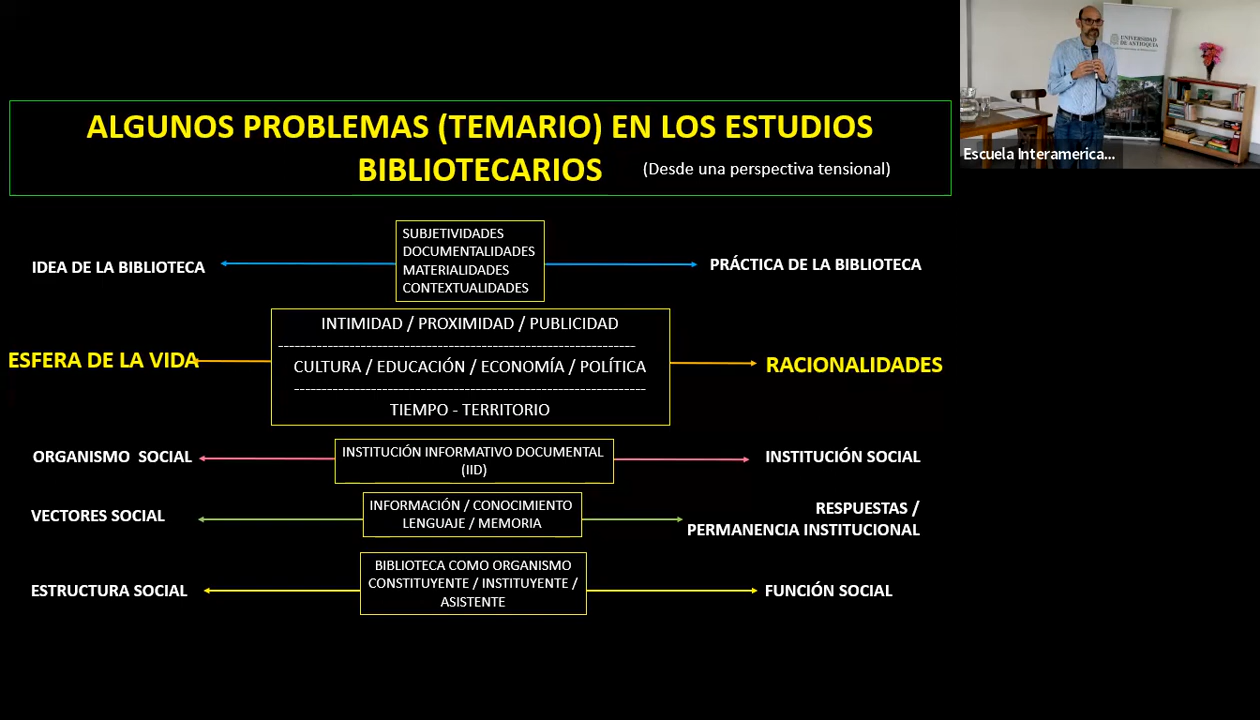 ALGUNOS PROBLEMAS (TEMARIO) EN LOS ESTUDIOS
BIBLIOTECARIOS (Desde una perspectiva tensional)
UNIVERSIDAD
DE ANTIOQUIA
Escuela Interamerica...
IDEA DE LA BIBLIOTECA
SUBJETIVIDADES
DOCUMENTALIDADES
MATERIALIDADES
CONTEXTUALIDADES
PRÁCTICA DE LA BIBLIOTECA
ESFERA DE LA VIDA
INTIMIDAD / PROXIMIDAD / PUBLICIDAD
CULTURA / EDUCACIÓN / ECONOMÍA / POLÍTICA
TIEMPO - TERRITORIO
RACIONALIDADES
ORGANISMO SOCIAL
INSTITUCIÓN INFORMATIVO DOCUMENTAL
(IID)
INSTITUCIÓN SOCIAL
VECTORES SOCIAL
INFORMACIÓN / CONOCIMIENTO
LENGUAJE / MEMORIA
RESPUESTAS /
PERMANENCIA INSTITUCIONAL
ESTRUCTURA SOCIAL
BIBLIOTECA COMO ORGANISMO
CONSTITUYENTE / INSTITUYENTE /
ASISTENTE
FUNCIÓN SOCIAL